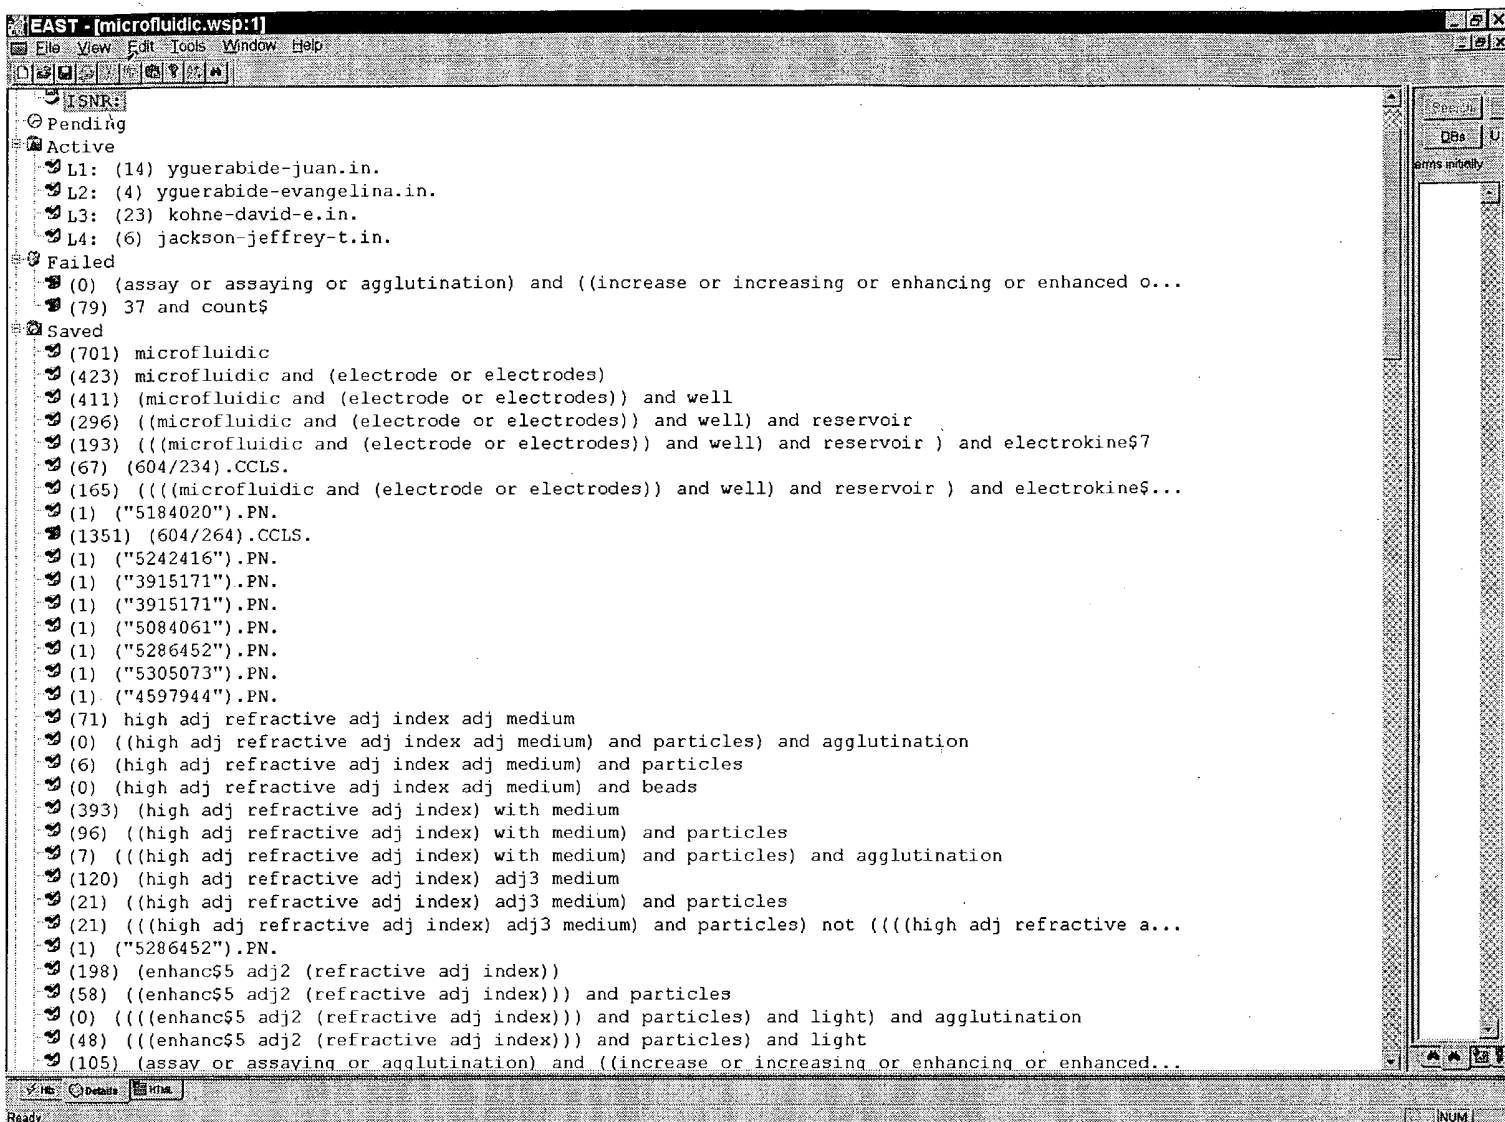 EAST - [microfluidic.wsp:1]
File View Edit Tools Window Help
ISNR:
Pending
Active
L1: (14) yguerabide-juan.in.
L2: (4) yguerabide-evangelina.in.
L3: (23) kohne-david-e.in.
L4: (6) jackson-jeffrey-t.in.
Failed
(0) (assay or assaying or agglutination) and ((increase or increasing or enhancing or enhanced o...
(79) 37 and count$
Saved
(701) microfluidic
(423) microfluidic and (electrode or electrodes)
(411) (microfluidic and (electrode or electrodes)) and well
(296) ((microfluidic and (electrode or electrodes)) and well) and reservoir
(193) (((microfluidic and (electrode or electrodes)) and well) and reservoir ) and electrokine$7
(67) (604/234).CCLS.
(165) ((((microfluidic and (electrode or electrodes)) and well) and reservoir ) and electrokine$...
(1) ("5184020").PN.
(1351) (604/264).CCLS.
(1) ("5242416").PN.
(1) ("3915171").PN.
(1) ("3915171").PN.
(1) ("5084061").PN.
(1) ("5286452").PN.
(1) ("5305073").PN.
(1) ("4597944").PN.
(71) high adj refractive adj index adj medium
(0) ((high adj refractive adj index adj medium) and particles) and agglutination
(6) (high adj refractive adj index adj medium) and particles
(0) (high adj refractive adj index adj medium) and beads
(393) (high adj refractive adj index) with medium
(96) ((high adj refractive adj index) with medium) and particles
(7) (((high adj refractive adj index) with medium) and particles) and agglutination
(120) (high adj refractive adj index) adj3 medium
(21) ((high adj refractive adj index) adj3 medium) and particles
(21) (((high adj refractive adj index) adj3 medium) and particles) not ((((high adj refractive a...
(1) ("5286452").PN.
(198) (enhanc$5 adj2 (refractive adj index))
(58) ((enhanc$5 adj2 (refractive adj index))) and particles
(0) ((((enhanc$5 adj2 (refractive adj index))) and particles) and light) and agglutination
(48) (((enhanc$5 adj2 (refractive adj index))) and particles) and light
(105) (assay or assaying or agglutination) and ((increase or increasing or enhancing or enhanced...
Search
DBs U
erms initially
Hits Details HTML
Ready
NUM